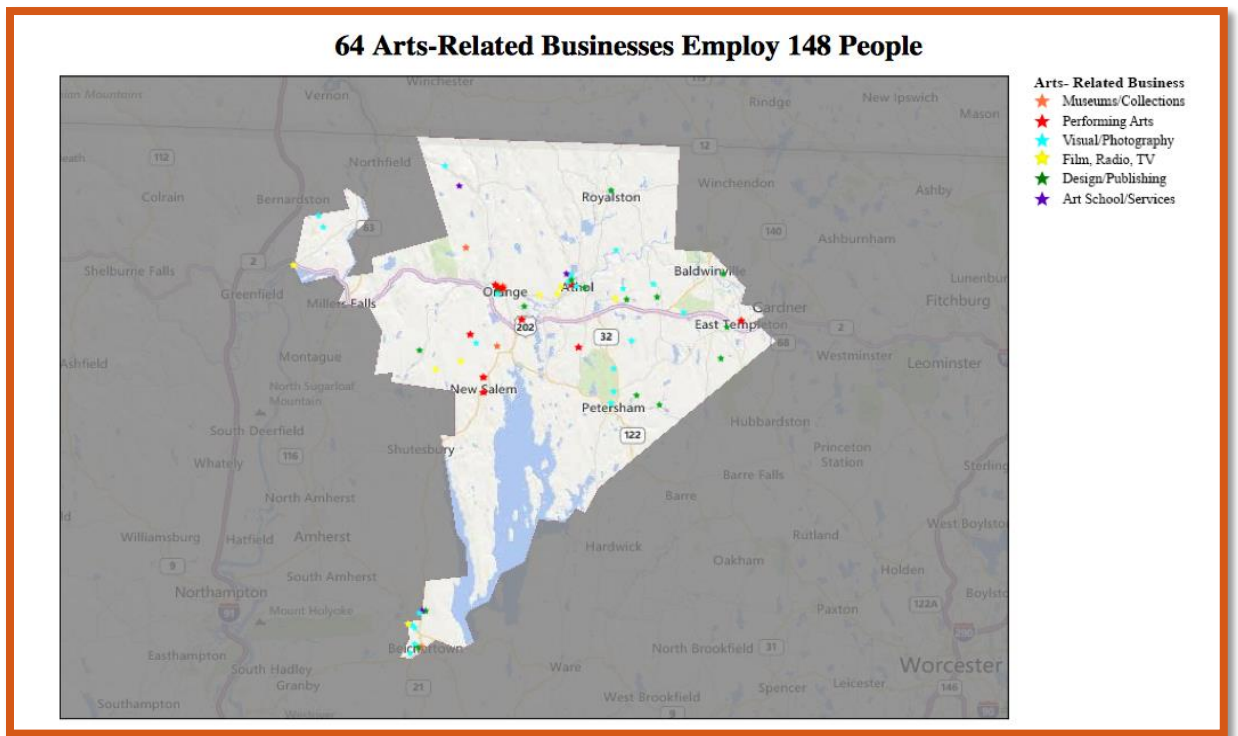 64 Arts-Related Businesses Employ 148 People
Arts- Related Business
Museums/Collections
Performing Arts
Visual/Photography
Film, Radio, TV
Design/Publishing
Art School/Services
Winchester
Vernon
Rindge
New Ipswich
Mason
112
Northfield
12
Colrain
Bernardston
Royalston
Winchendon
Ashby
63
140
Ashburnham
2
Shelburne Falls
Baldwinville
Greenfield
Orange
Athol
Millers Falls
Gardner
Fitchburg
202
East Templeton
2
32
68
Montague
Westminster
Leominster
Ashfield
North Sugarloaf
Mountain
New Salem
Petersham
South Deerfield
122
Hubbardston
116
Shutesbury
Princeton
Station
Whately
Sterling
Barre Falls
North Amherst
Barre
West Boylsto
Williamsburg
Hatfield
Amherst
Rutland
Hardwick
9
Oakham
Holden
South Amherst
Northampton
Boylsto
91
Mount Holyoke
Paxton
122A
Belchertown
North Brookfield
31
Easthampton
South Hadley
Ware
Worcester
Granby
21
Spencer
Leicester
146
Southampton
West Brookfield
9
90